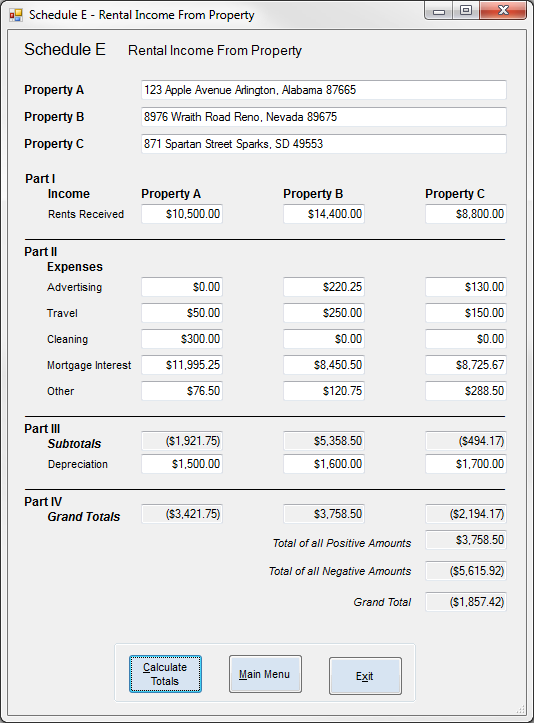 Schedule E - Rental Income From Property
Schedule E Rental Income From Property
Property A 123 Apple Avenue Arlington, Alabama 87665
Property B 8976 Wraith Road Reno, Nevada 89675
Property C 871 Spartan Street Sparks, SD 49553
Part I
Income Property A Property B Property C
Rents Received $10,500.00 $14,400.00 $8,800.00
Part II
Expenses
Advertising $0.00 $220.25 $130.00
Travel $50.00 $250.00 $150.00
Cleaning $300.00 $0.00 $0.00
Mortgage Interest $11,995.25 $8,450.50 $8,725.67
Other $76.50 $120.75 $288.50
Part III
Subtotals ($1,921.75) $5,358.50 ($494.17)
Depreciation $1,500.00 $1,600.00 $1,700.00
Part IV
Grand Totals ($3,421.75) $3,758.50 ($2,194.17)
Total of all Positive Amounts $3,758.50
Total of all Negative Amounts ($5,615.92)
Grand Total ($1,857.42)
Calculate
Totals
Main Menu
Exit